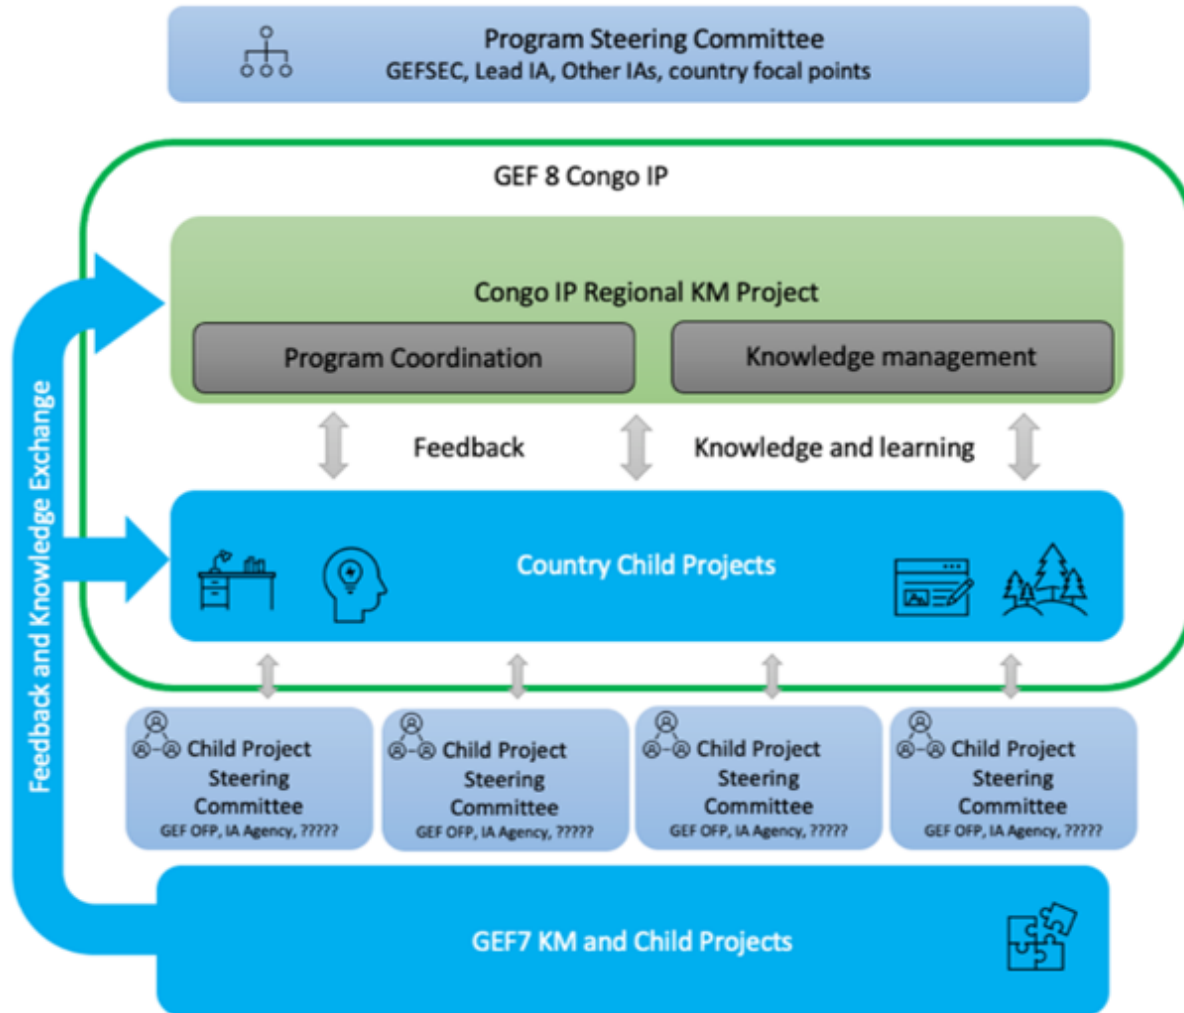 Program Steering Committee
GEFSEC, Lead IA, Other IAs, country focal points
GEF 8 Congo IP
Congo IP Regional KM Project
Program Coordination
Knowledge management
Feedback
Knowledge and learning
Feedback and Knowledge Exchange
Country Child Projects
Child Project
Steering
Committee
GEF OFP, IA Agency, ?????
Child Project
Steering
Committee
GEF OFP, IA Agency, ?????
Child Project
Steering
Committee
GEF OFP, IA Agency, ?????
Child Project
Steering
Committee
GEF OFP, IA Agency, ?????
GEF7 KM and Child Projects